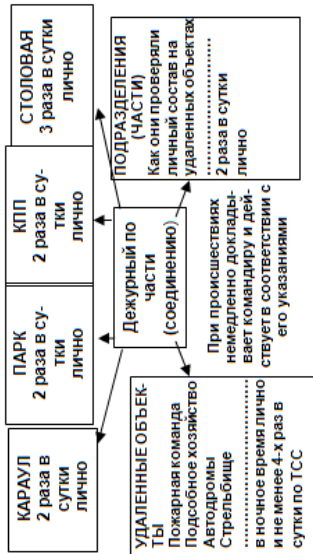 КАРАУЛ
2 раза в
сутки
лично
ПАРК
2 раза в су-
тки
лично
КПП
2 раза в су-
тки
лично
СТОЛОВАЯ
3 раза в сутки
лично
Дежурный по
части
(соединению)
УДАЛЕННЫЕ ОБЪЕК-
ТЫ
Пожарная команда
Подсобное хозяйство
Автодромы
Стрельбище
................................
в ночное время лично
и не менее 4-х раз в
сутки по ТСС
При происшествиях
немедленно доклады-
вает командиру и дей-
ствует в соответствии с
его указаниями
ПОДРАЗДЕЛЕНИЯ
(ЧАСТИ)
Как они проверяли
личный состав на
удаленных объектах
........................
2 раза в сутки
лично